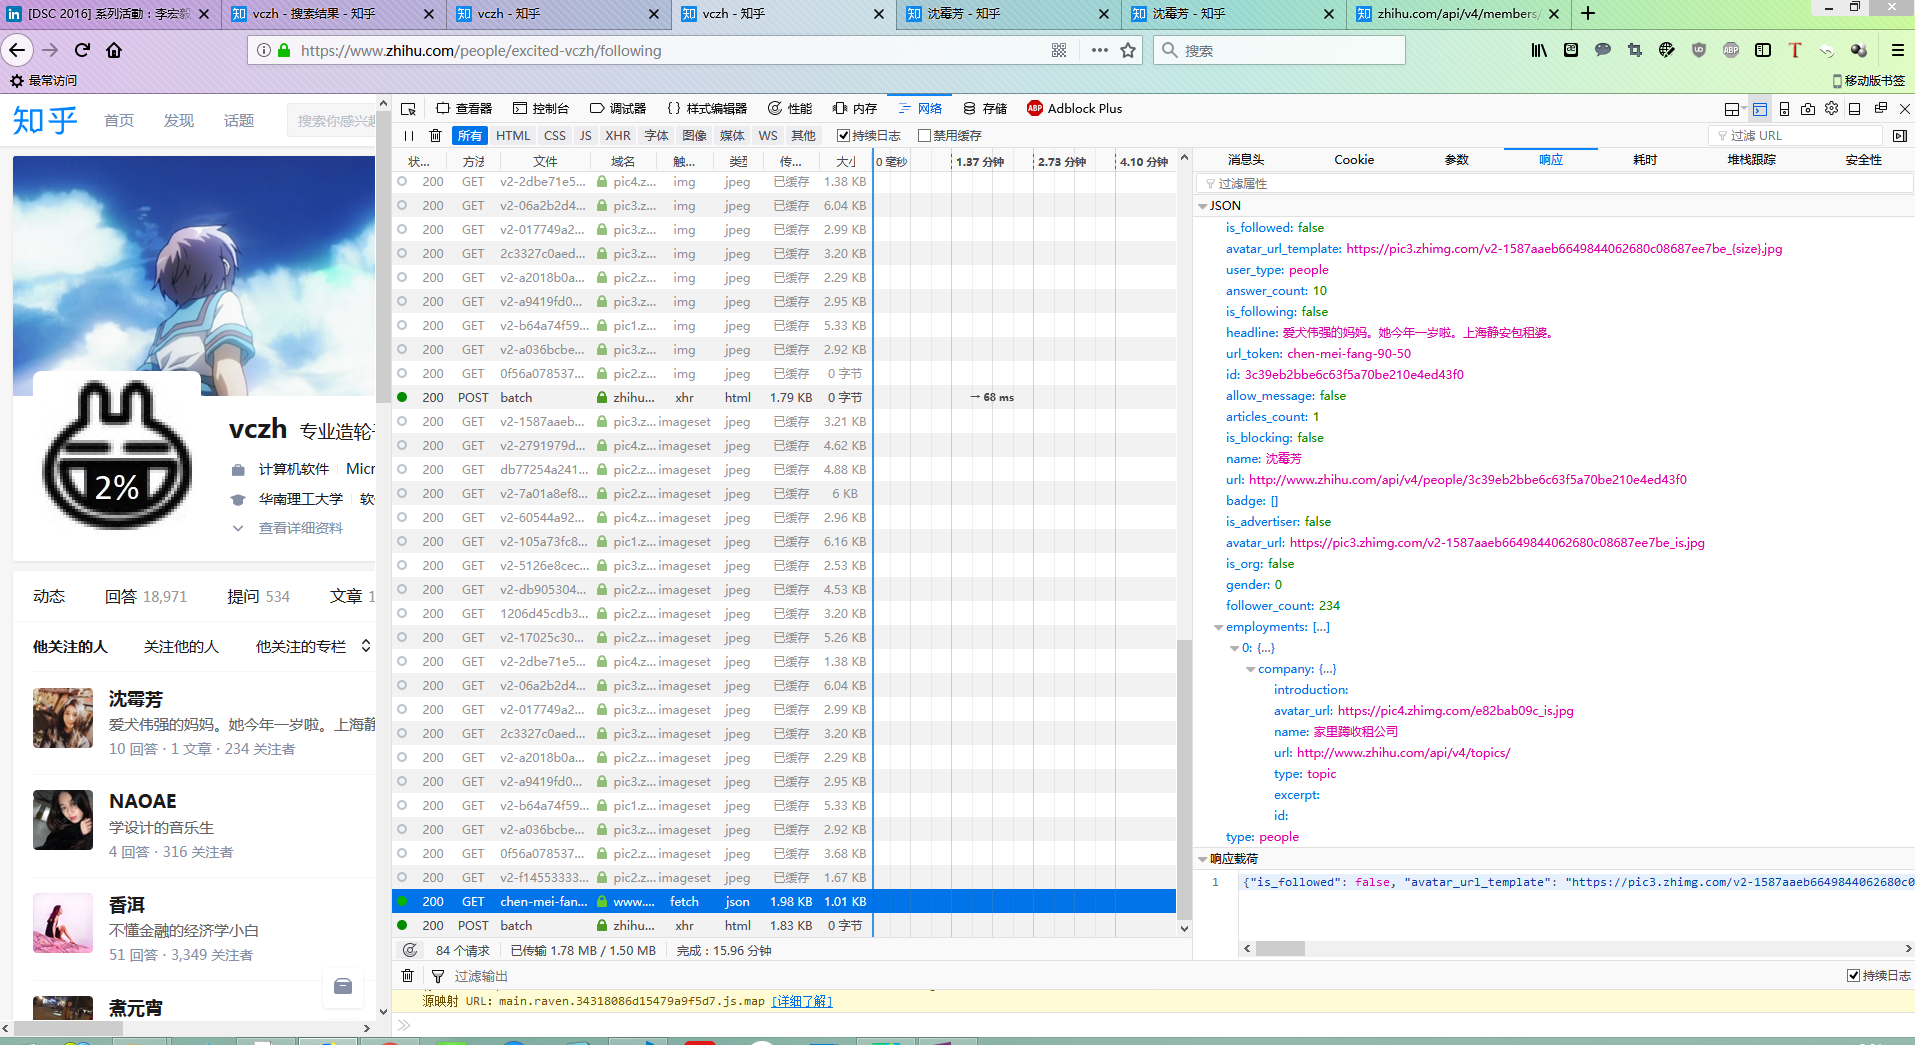 [DSC 2016] 系列活動：李宏毅
vczh - 搜索结果 - 知乎
vczh - 知乎
vczh - 知乎
沈霉芳 - 知乎
沈霉芳 - 知乎
zhihu.com/api/v4/members/
https://www.zhihu.com/people/excited-vczh/following
搜索
最常访问
移动版书签
知乎 首页 发现 话题 搜索你感兴趣
vczh 专业造轮
计算机软件 Micr
华南理工大学 软
查看详细资料
2%
动态 回答 18,971 提问 534 文章 1
他关注的人 关注他的人 他关注的专栏
沈霉芳
爱犬伟强的妈妈。她今年一岁啦。上海静
10 回答 · 1 文章 · 234 关注者
NAOAE
学设计的音乐生
4 回答 · 316 关注者
香洱
不懂金融的经济学小白
51 回答 · 3,349 关注者
煮元宵
查看器 控制台 调试器 {} 样式编辑器 性能 内存 网络 存储 ABP Adblock Plus
所有 HTML CSS JS XHR 字体 图像 媒体 WS 其他 持续日志 禁用缓存 过滤 URL
状... 方法 文件 域名 触... 类型 传... 大小 0 毫秒 1.37 分钟 2.73 分钟 4.10 分钟
200 GET v2-2dbe71e5... pic4.z... img jpeg 已缓存 1.38 KB
200 GET v2-06a2b2d4... pic3.z... img jpeg 已缓存 6.04 KB
200 GET v2-017749a2... pic3.z... img jpeg 已缓存 2.99 KB
200 GET 2c3327c0aed... pic3.z... img jpeg 已缓存 3.20 KB
200 GET v2-a2018b0a... pic2.z... img jpeg 已缓存 2.29 KB
200 GET v2-a9419fd0... pic3.z... img jpeg 已缓存 2.95 KB
200 GET v2-b64a74f59... pic1.z... img jpeg 已缓存 5.33 KB
200 GET v2-a036bcbe... pic3.z... img jpeg 已缓存 2.92 KB
200 GET 0f56a078537... pic2.z... img jpeg 已缓存 0 字节
200 POST batch zhihu... xhr html 1.79 KB 0 字节 → 68 ms
200 GET v2-1587aaeb... pic3.z... imageset jpeg 已缓存 3.21 KB
200 GET v2-2791979d... pic4.z... imageset jpeg 已缓存 4.62 KB
200 GET db77254a241... pic2.z... imageset jpeg 已缓存 4.88 KB
200 GET v2-7a01a8ef8... pic2.z... imageset jpeg 已缓存 6 KB
200 GET v2-60544a92... pic4.z... imageset jpeg 已缓存 2.96 KB
200 GET v2-105a73fc8... pic1.z... imageset jpeg 已缓存 6.16 KB
200 GET v2-5126e8cec... pic3.z... imageset jpeg 已缓存 2.53 KB
200 GET v2-db905304... pic2.z... imageset jpeg 已缓存 4.53 KB
200 GET 1206d45cdb3... pic2.z... imageset jpeg 已缓存 3.20 KB
200 GET v2-17025c30... pic2.z... imageset jpeg 已缓存 5.26 KB
200 GET v2-2dbe71e5... pic4.z... imageset jpeg 已缓存 1.38 KB
200 GET v2-06a2b2d4... pic3.z... imageset jpeg 已缓存 6.04 KB
200 GET v2-017749a2... pic3.z... imageset jpeg 已缓存 2.99 KB
200 GET 2c3327c0aed... pic3.z... imageset jpeg 已缓存 3.20 KB
200 GET v2-a2018b0a... pic2.z... imageset jpeg 已缓存 2.29 KB
200 GET v2-a9419fd0... pic3.z... imageset jpeg 已缓存 2.95 KB
200 GET v2-b64a74f59... pic1.z... imageset jpeg 已缓存 5.33 KB
200 GET v2-a036bcbe... pic3.z... imageset jpeg 已缓存 2.92 KB
200 GET 0f56a078537... pic2.z... imageset jpeg 已缓存 3.68 KB
200 GET v2-f14553333... pic2.z... imageset jpeg 已缓存 1.67 KB
200 GET chen-mei-fan... www.... fetch json 1.98 KB 1.01 KB
200 POST batch zhihu... xhr html 1.83 KB 0 字节
84 个请求 已传输 1.78 MB / 1.50 MB 完成：15.96 分钟
过滤输出 持续日志
源映射 URL: main.raven.34318086d15479a9f5d7.js.map [详细了解]
消息头 Cookie 参数 响应 耗时 堆栈跟踪 安全性
过滤属性
JSON
is_followed: false
avatar_url_template: https://pic3.zhimg.com/v2-1587aaeb6649844062680c08687ee7be_{size}.jpg
user_type: people
answer_count: 10
is_following: false
headline: 爱犬伟强的妈妈。她今年一岁啦。上海静安包租婆。
url_token: chen-mei-fang-90-50
id: 3c39eb2bbe6c63f5a70be210e4ed43f0
allow_message: false
articles_count: 1
is_blocking: false
name: 沈霉芳
url: http://www.zhihu.com/api/v4/people/3c39eb2bbe6c63f5a70be210e4ed43f0
badge: []
is_advertiser: false
avatar_url: https://pic3.zhimg.com/v2-1587aaeb6649844062680c08687ee7be_is.jpg
is_org: false
gender: 0
follower_count: 234
employments: [...]
0: {...}
company: {...}
introduction:
avatar_url: https://pic4.zhimg.com/e82bab09c_is.jpg
name: 家里蹲收租公司
url: http://www.zhihu.com/api/v4/topics/
type: topic
excerpt:
id:
type: people
响应载荷
1 {"is_followed": false, "avatar_url_template": "https://pic3.zhimg.com/v2-1587aaeb6649844062680c0